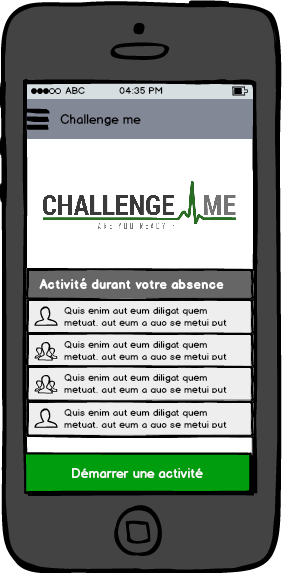 ABC 04:35 PM
Challenge me
CHALLENGE ME
ARE YOU READY ?
Activité durant votre absence
Quis enim aut eum diligat quem
metuat, aut eum a quo se metui put
Quis enim aut eum diligat quem
metuat, aut eum a quo se metui put
Quis enim aut eum diligat quem
metuat, aut eum a quo se metui put
Quis enim aut eum diligat quem
metuat, aut eum a quo se metui put
Démarrer une activité